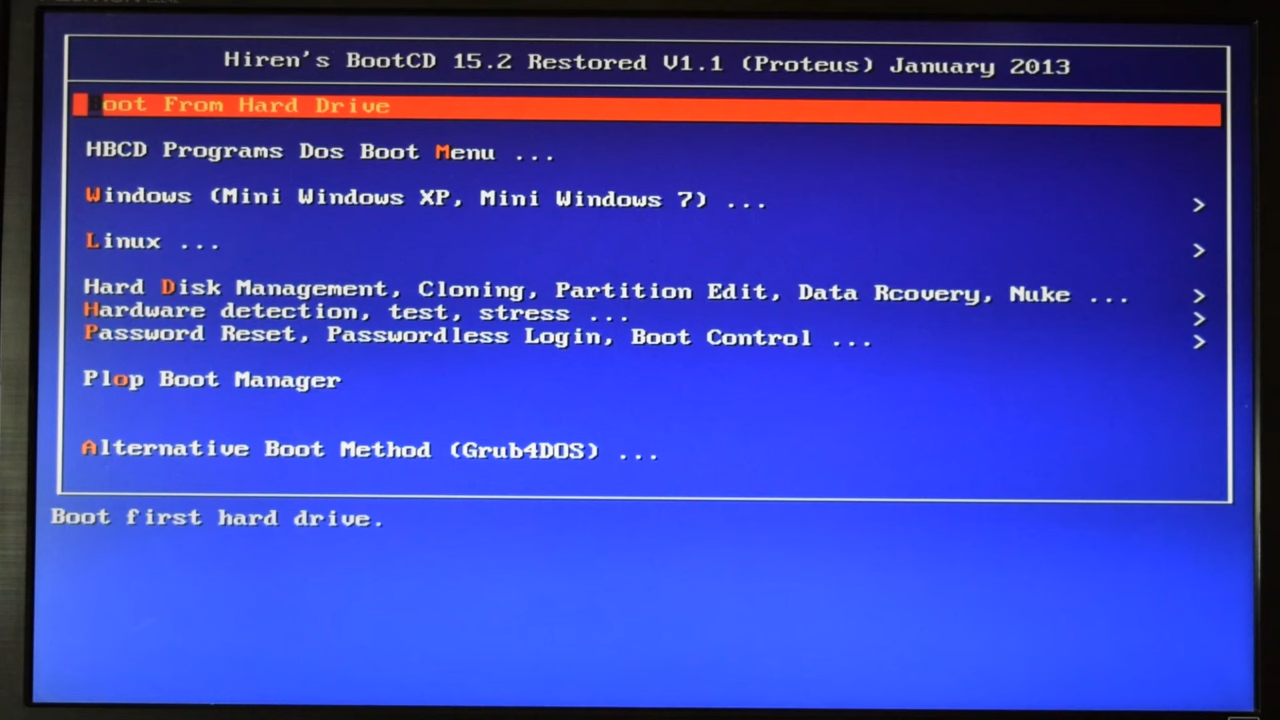 Hiren's BootCD 15.2 Restored V1.1 (Proteus) January 2013
Boot From Hard Drive
HBCD Programs Dos Boot Menu ...
Windows (Mini Windows XP, Mini Windows 7) ... >
Linux ... >
Hard Disk Management, Cloning, Partition Edit, Data Rcovery, Nuke ... >
Hardware detection, test, stress ... >
Password Reset, Passwordless Login, Boot Control ... >
Plop Boot Manager
Alternative Boot Method (Grub4DOS) ...
Boot first hard drive.